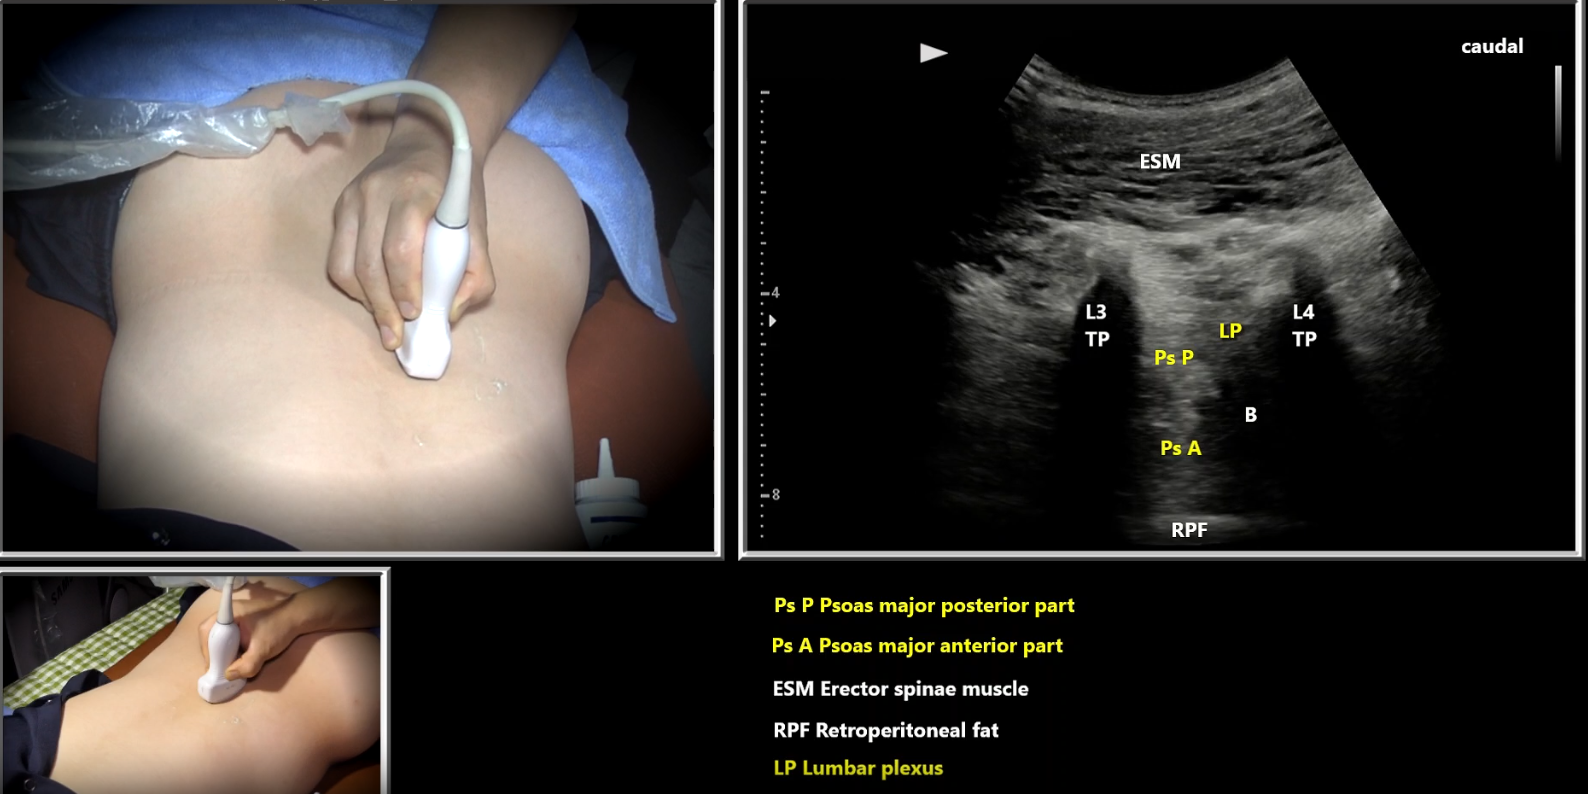 caudal
ESM
4
L3
TP
L4
TP
LP
Ps P
B
Ps A
8
RPF
Ps P Psoas major posterior part
Ps A Psoas major anterior part
ESM Erector spinae muscle
RPF Retroperitoneal fat
LP Lumbar plexus